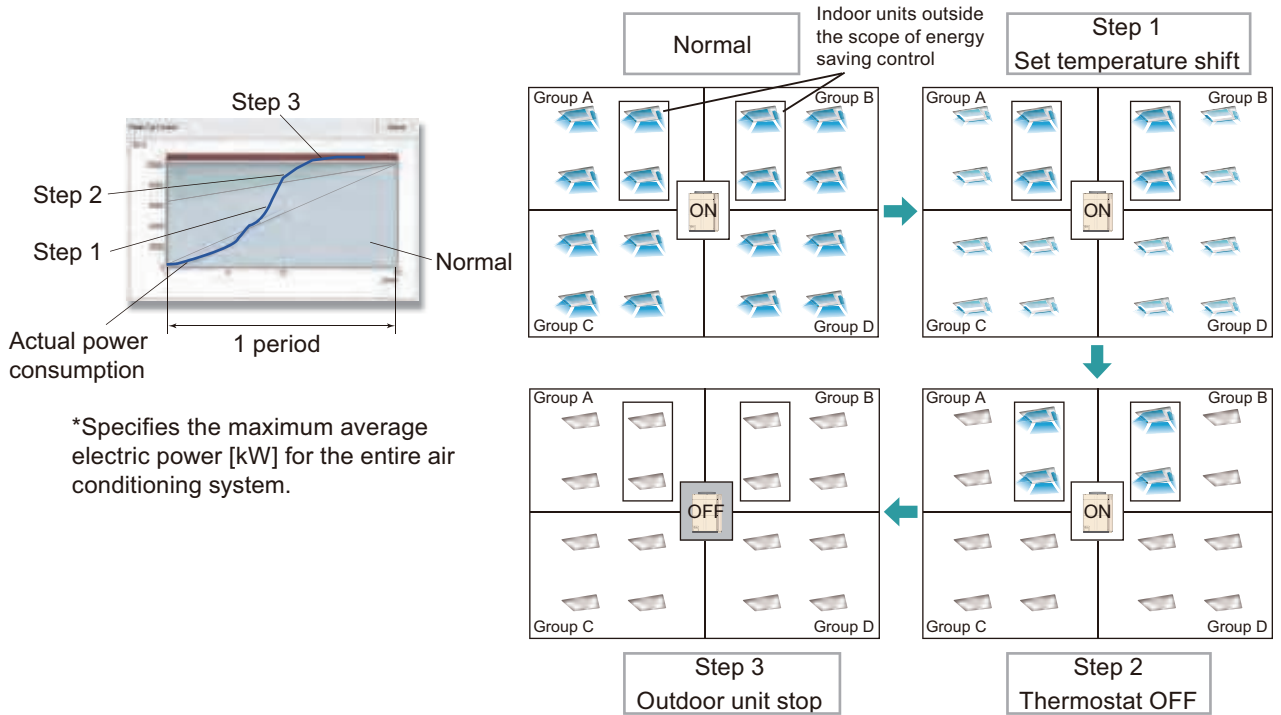 Step 3
Step 2
Step 1
Normal
Actual power
consumption
1 period
*Specifies the maximum average
electric power [kW] for the entire air
conditioning system.
Normal
Indoor units outside
the scope of energy
saving control
Group A
Group B
ON
Group C
Group D
Step 1
Set temperature shift
Group A
Group B
ON
Group C
Group D
Group A
Group B
OFF
Group C
Group D
Step 3
Outdoor unit stop
Group A
Group B
ON
Group C
Group D
Step 2
Thermostat OFF